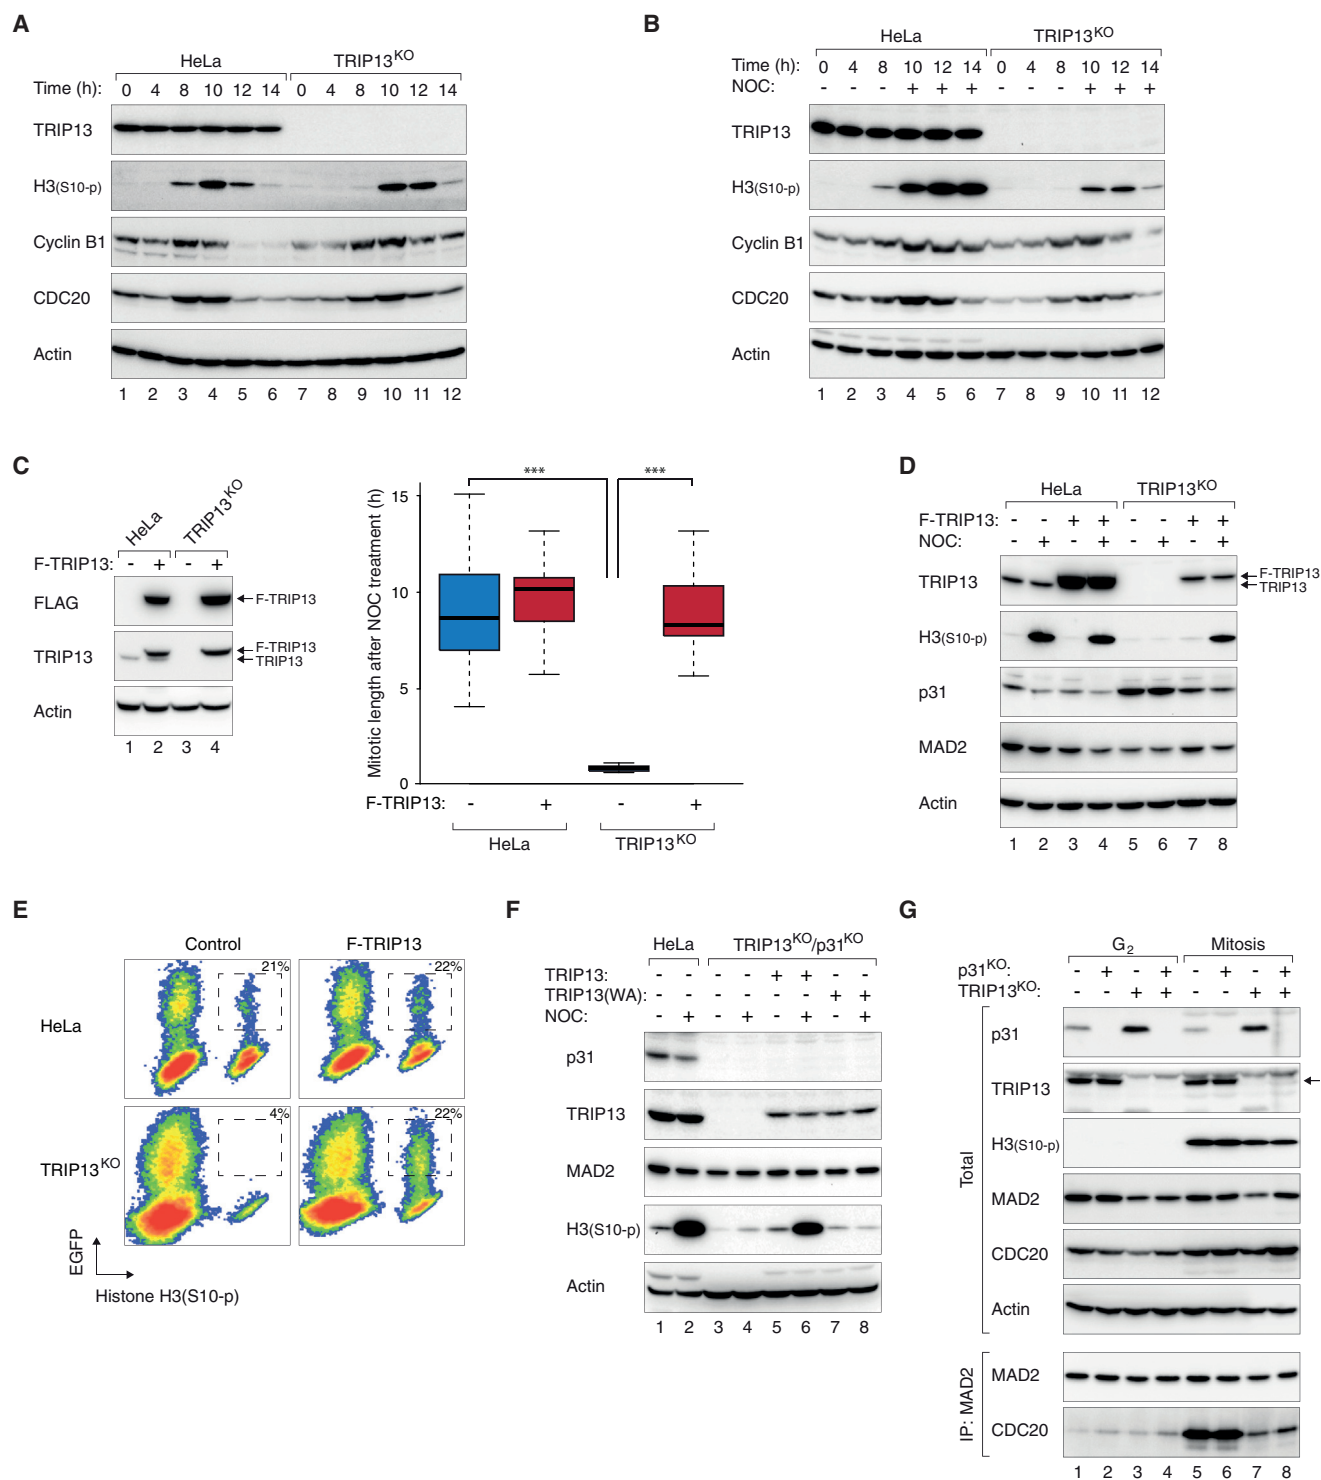 A
HeLa TRIP13KO
Time (h): 0 4 8 10 12 14 0 4 8 10 12 14
TRIP13
H3(S10-p)
Cyclin B1
CDC20
Actin
1 2 3 4 5 6 7 8 9 10 11 12
B
HeLa TRIP13KO
Time (h): 0 4 8 10 12 14 0 4 8 10 12 14
NOC: - - - + + + - - - + + +
TRIP13
H3(S10-p)
Cyclin B1
CDC20
Actin
1 2 3 4 5 6 7 8 9 10 11 12
C
HeLa TRIP13KO
F-TRIP13: - + - +
FLAG F-TRIP13
TRIP13 F-TRIP13
TRIP13
Actin
1 2 3 4
Mitotic length after NOC treatment (h)
15
10
5
0
*** ***
F-TRIP13: - + - +
HeLa TRIP13KO
D
HeLa TRIP13KO
F-TRIP13: - - + + - - + +
NOC: - + - + - + - +
TRIP13 F-TRIP13
TRIP13
H3(S10-p)
p31
MAD2
Actin
1 2 3 4 5 6 7 8
E
Control F-TRIP13
HeLa 21% 22%
TRIP13KO 4% 22%
EGFP
Histone H3(S10-p)
F
HeLa TRIP13KO/p31KO
TRIP13: - - - - + + - -
TRIP13(WA): - - - - - - + +
NOC: - + - + - + - +
p31
TRIP13
MAD2
H3(S10-p)
Actin
1 2 3 4 5 6 7 8
G
G2 Mitosis
p31KO: - + - + - + - +
TRIP13KO: - - + + - - + +
Total
p31
TRIP13
H3(S10-p)
MAD2
CDC20
Actin
IP: MAD2
MAD2
CDC20
1 2 3 4 5 6 7 8